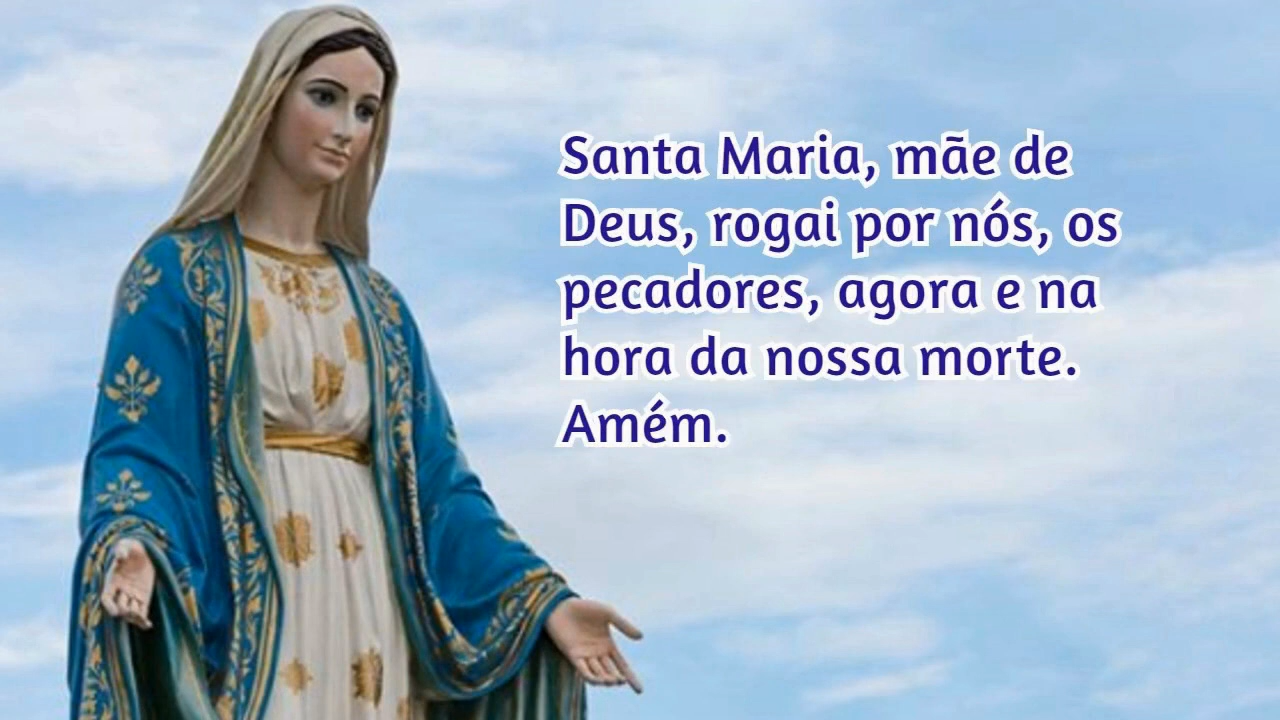 Santa Maria, mãe de
Deus, rogai por nós, os
pecadores, agora e na
hora da nossa morte.
Amém.